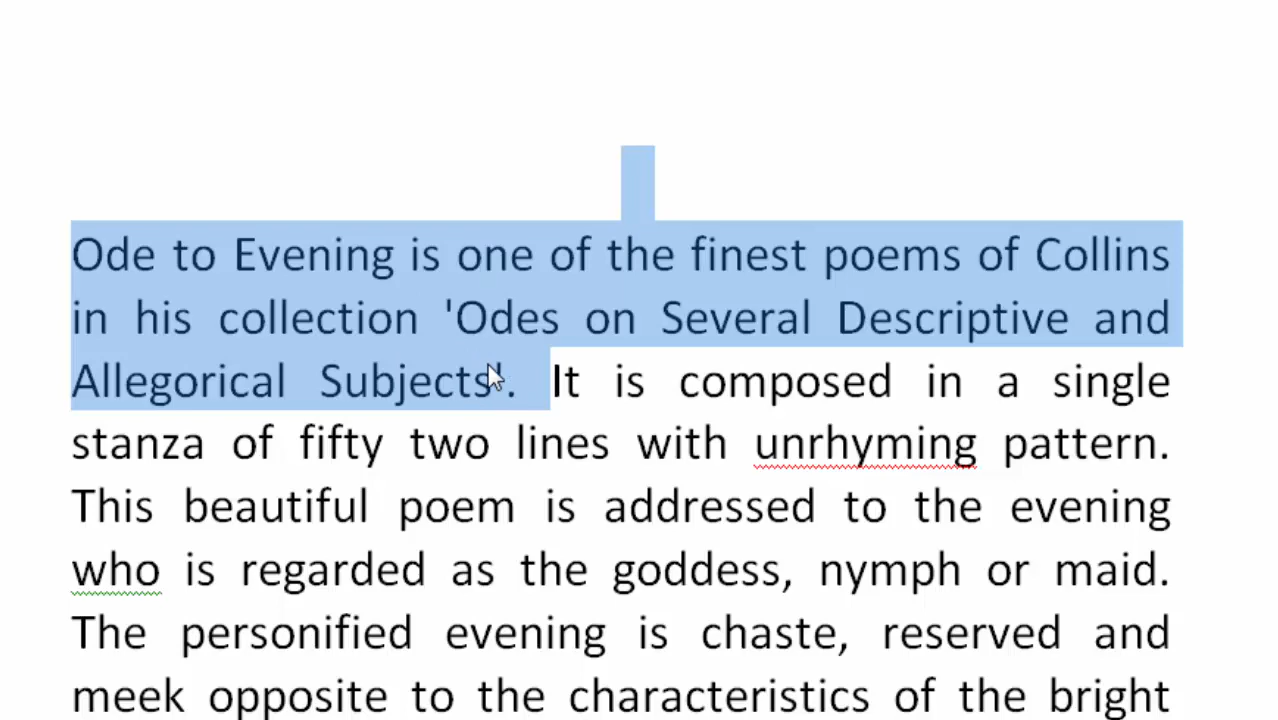 Ode to Evening is one of the finest poems of Collins
in his collection 'Odes on Several Descriptive and
Allegorical Subjects'. It is composed in a single
stanza of fifty two lines with unrhyming pattern.
This beautiful poem is addressed to the evening
who is regarded as the goddess, nymph or maid.
The personified evening is chaste, reserved and
meek opposite to the characteristics of the bright